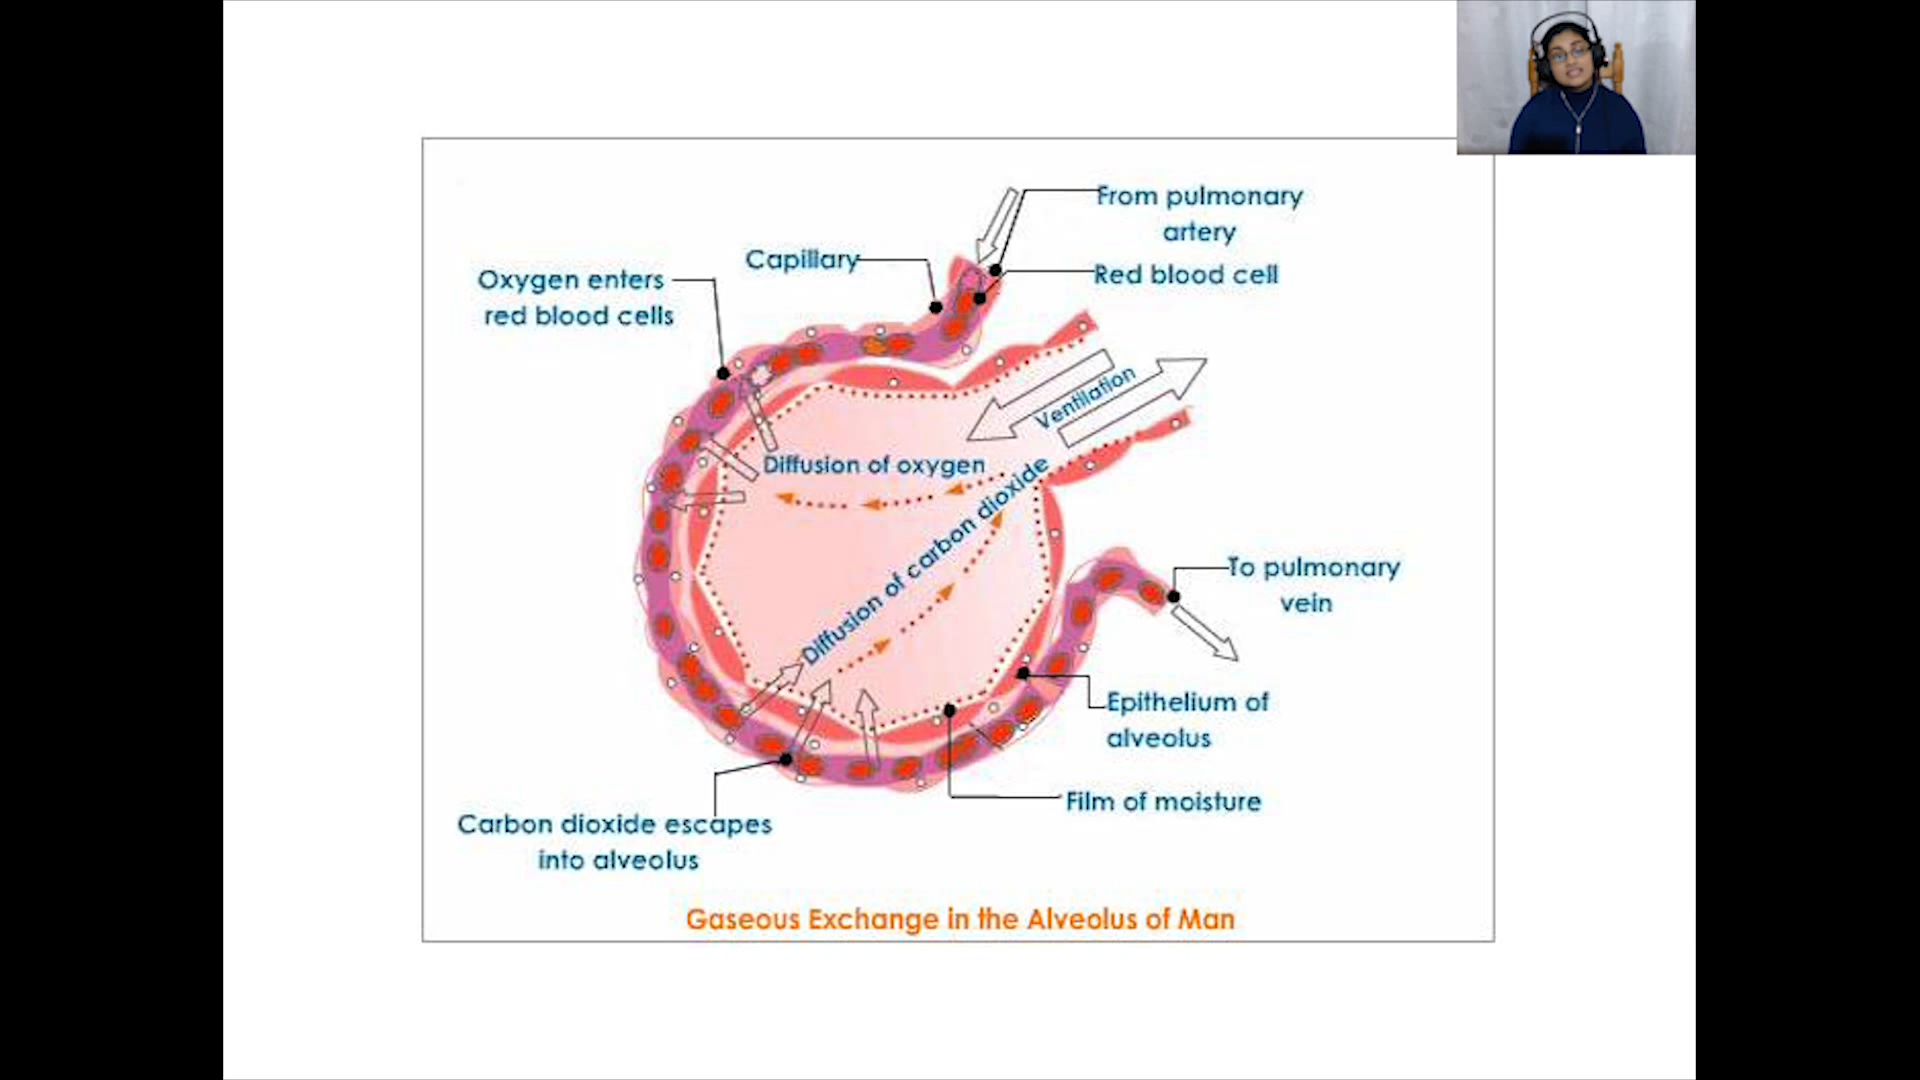 From pulmonary
artery
Capillary
Red blood cell
Oxygen enters
red blood cells
Ventilation
Diffusion of oxygen
Diffusion of carbon dioxide
To pulmonary
vein
Epithelium of
alveolus
Film of moisture
Carbon dioxide escapes
into alveolus
Gaseous Exchange in the Alveolus of Man